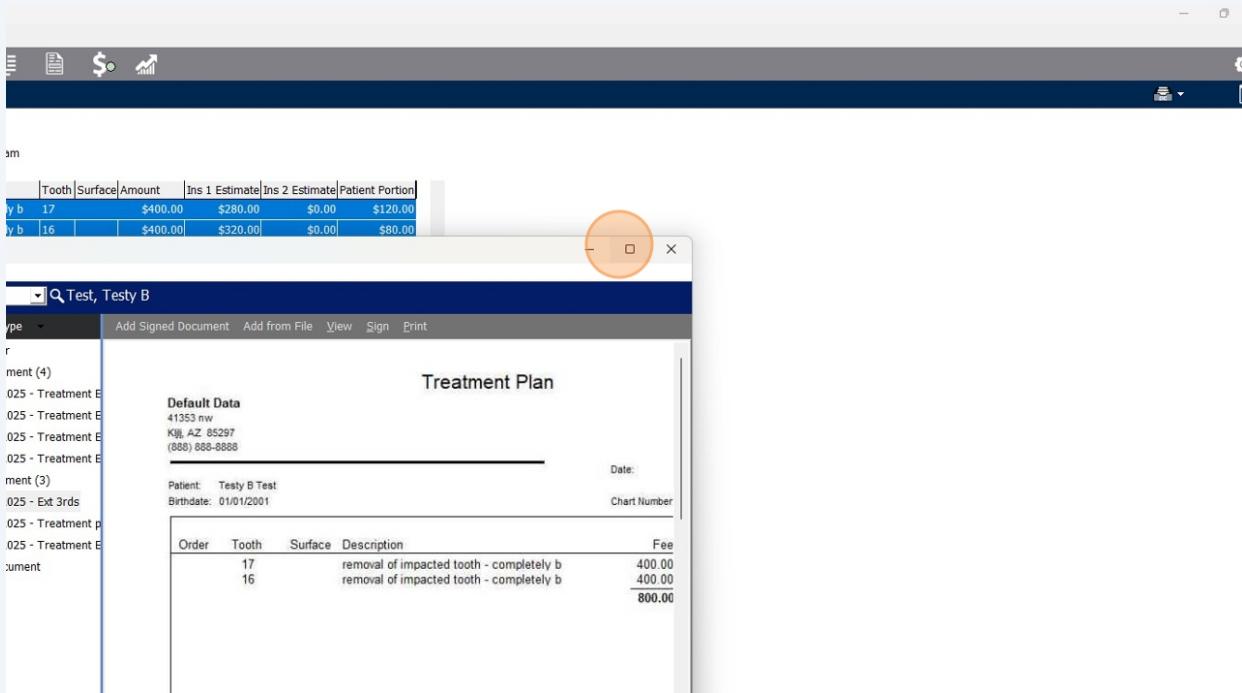 am
Tooth Surface Amount Ins 1 Estimate Ins 2 Estimate Patient Portion
ly b 17 $400.00 $280.00 $0.00 $120.00
ly b 16 $400.00 $320.00 $0.00 $80.00
Test, Testy B
ype Add Signed Document Add from File View Sign Print
r
ment (4)
025 - Treatment E
025 - Treatment E
025 - Treatment E
025 - Treatment E
ment (3)
025 - Ext 3rds
025 - Treatment p
025 - Treatment E
cument
Treatment Plan
Default Data
41353 nw
(888) 888-8888
Date:
Patient: Testy B Test
Birthdate: 01/01/2001 Chart Number
Order Tooth Surface Description Fee
17 removal of impacted tooth - completely b 400.00
16 removal of impacted tooth - completely b 400.00
800.00